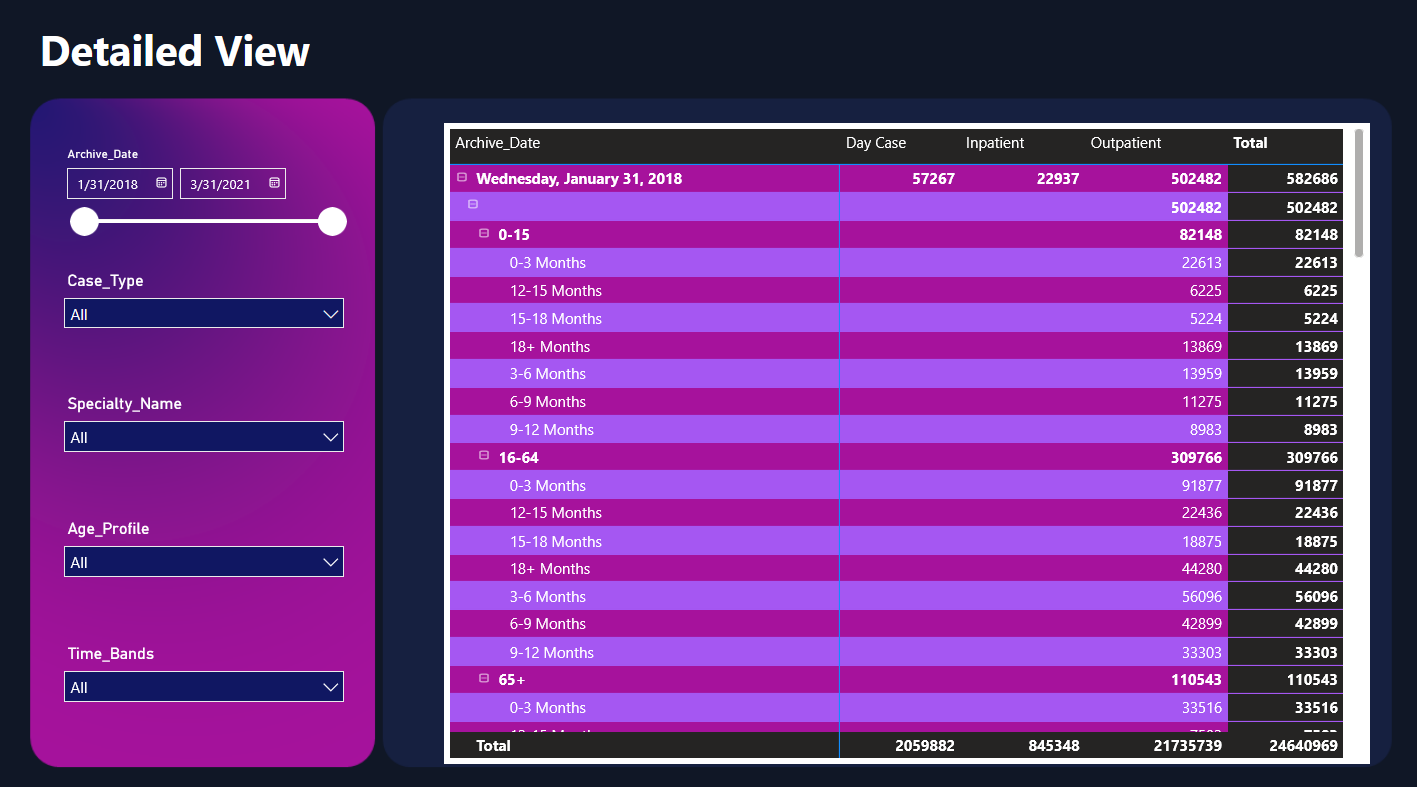 Detailed View
Archive_Date
1/31/2018 3/31/2021
Case_Type
All
Specialty_Name
All
Age_Profile
All
Time_Bands
All
Archive_Date Day Case Inpatient Outpatient Total
Wednesday, January 31, 2018 57267 22937 502482 582686
502482 502482
0-15 82148 82148
0-3 Months 22613 22613
12-15 Months 6225 6225
15-18 Months 5224 5224
18+ Months 13869 13869
3-6 Months 13959 13959
6-9 Months 11275 11275
9-12 Months 8983 8983
16-64 309766 309766
0-3 Months 91877 91877
12-15 Months 22436 22436
15-18 Months 18875 18875
18+ Months 44280 44280
3-6 Months 56096 56096
6-9 Months 42899 42899
9-12 Months 33303 33303
65+ 110543 110543
0-3 Months 33516 33516
Total 2059882 845348 21735739 24640969